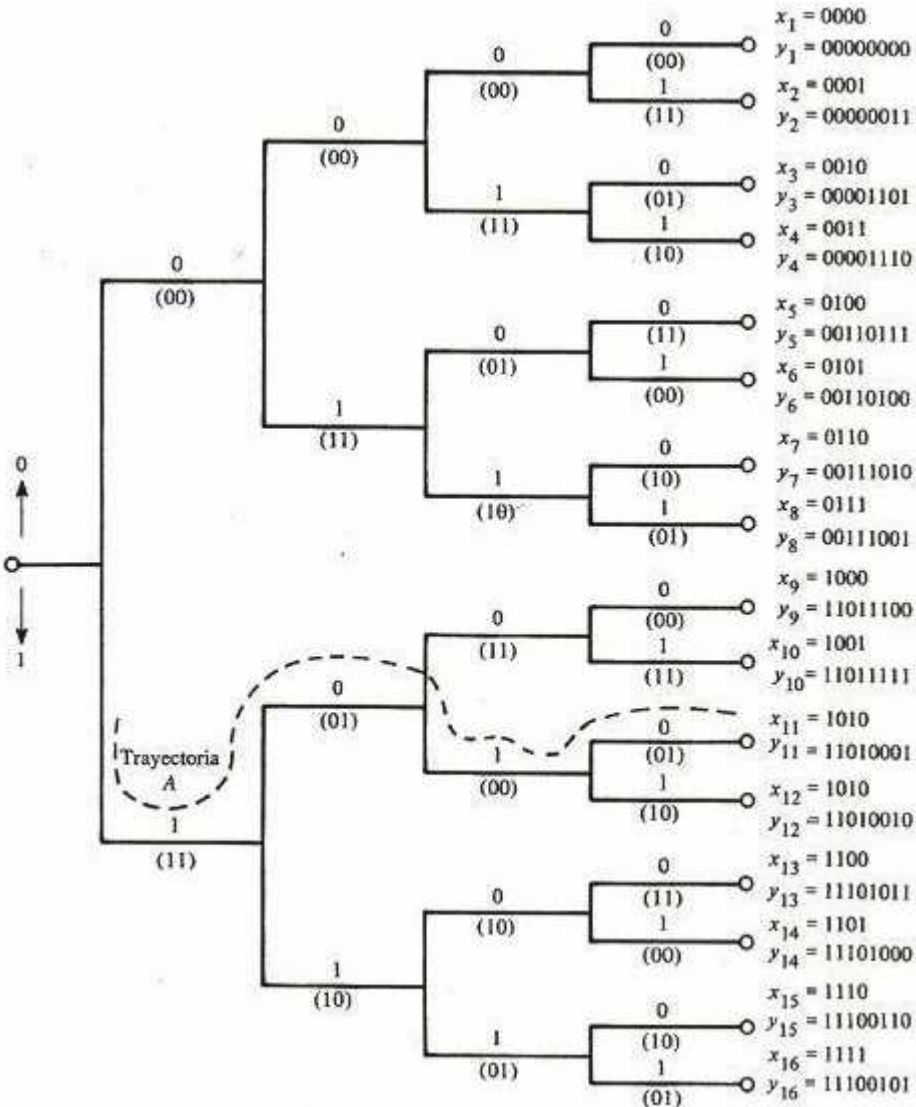 x1 = 0000
0
(00)
y1 = 00000000
0
(00)
1
(11)
x2 = 0001
y2 = 00000011
0
(00)
0
(01)
x3 = 0010
y3 = 00001101
1
(11)
1
(10)
x4 = 0011
y4 = 00001110
0
(00)
0
(11)
x5 = 0100
y5 = 00110111
0
(01)
1
(00)
x6 = 0101
y6 = 00110100
1
(11)
0
(10)
x7 = 0110
y7 = 00111010
1
(10)
1
(01)
x8 = 0111
y8 = 00111001
0
1
0
(00)
x9 = 1000
y9 = 11011100
0
(11)
1
(11)
x10 = 1001
y10 = 11011111
0
(01)
0
(01)
x11 = 1010
y11 = 11010001
Trayectoria
A
1
(00)
1
(10)
x12 = 1010
y12 = 11010010
1
(11)
0
(11)
x13 = 1100
y13 = 11101011
0
(10)
1
(00)
x14 = 1101
y14 = 11101000
1
(10)
0
(10)
x15 = 1110
y15 = 11100110
1
(01)
1
(01)
x16 = 1111
y16 = 11100101